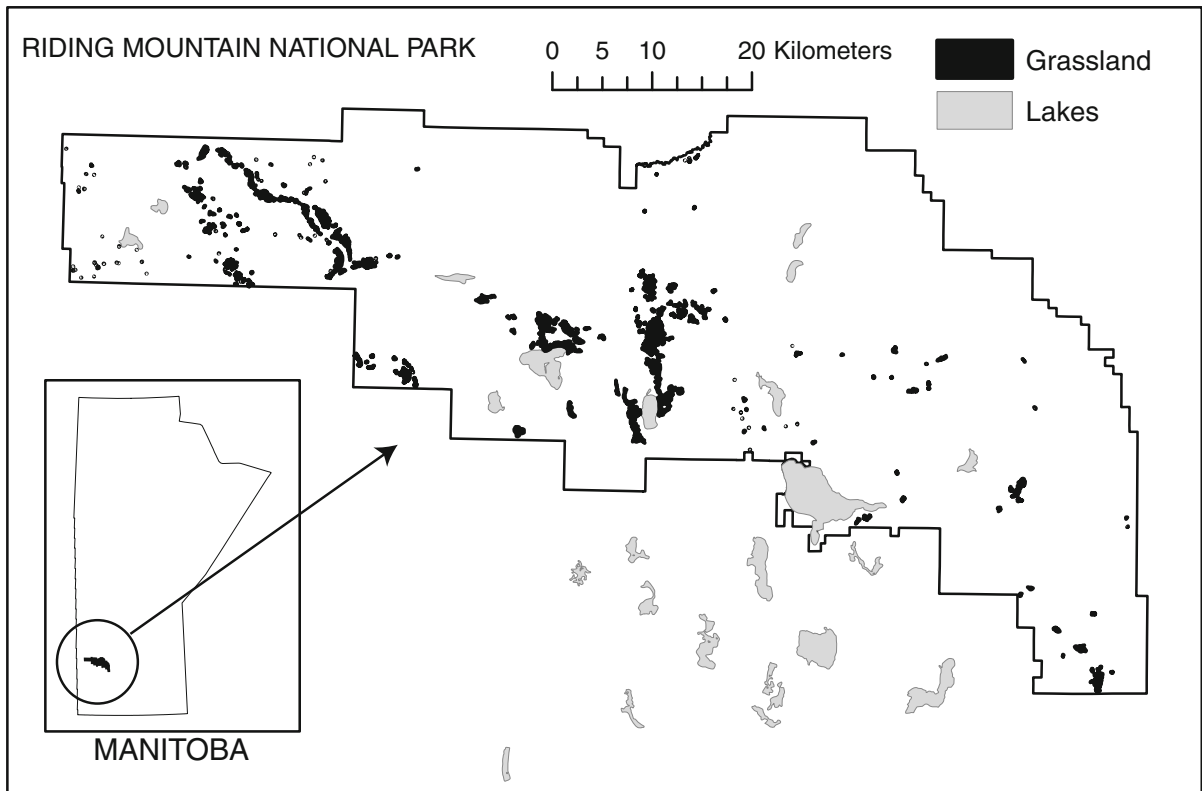 RIDING MOUNTAIN NATIONAL PARK
0 5 10 20 Kilometers
Grassland
Lakes
MANITOBA